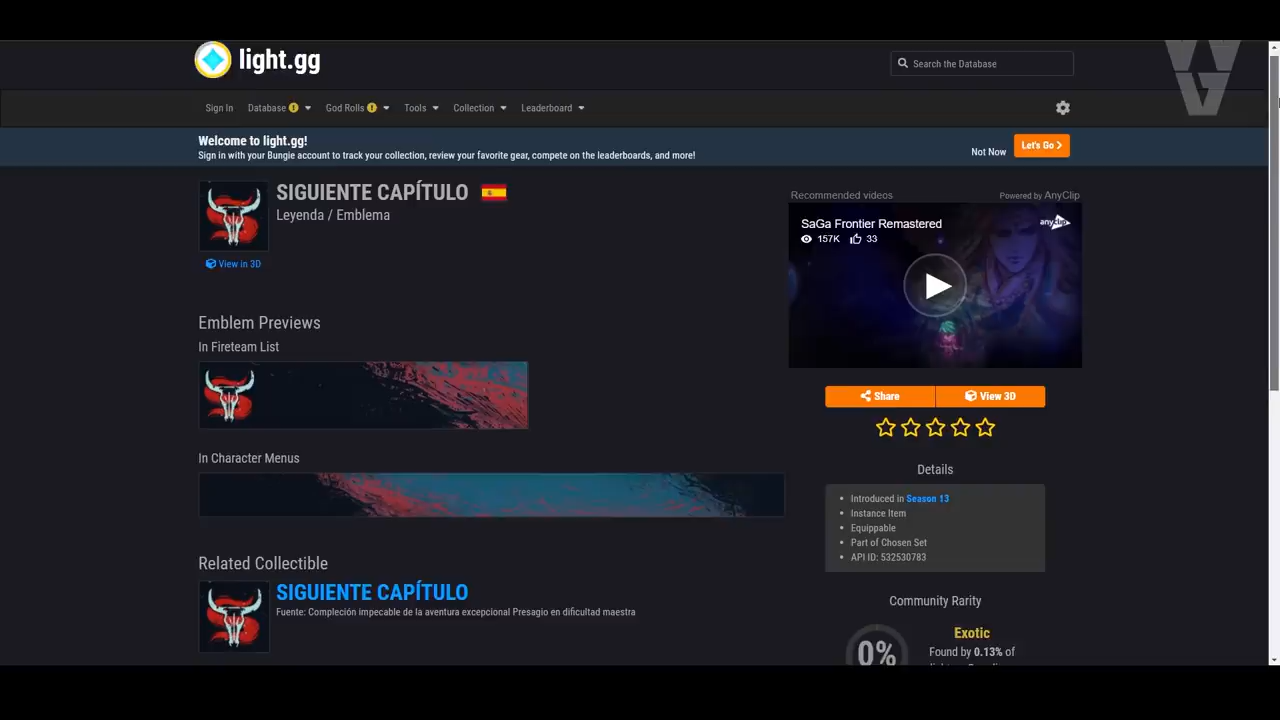 light.gg
Search the Database
Sign In Database God Rolls Tools Collection Leaderboard
Welcome to light.gg!
Sign in with your Bungie account to track your collection, review your favorite gear, compete on the leaderboards, and more!
Not Now Let's Go
SIGUIENTE CAPÍTULO
Leyenda / Emblema
View in 3D
Emblem Previews
In Fireteam List
In Character Menus
Related Collectible
SIGUIENTE CAPÍTULO
Fuente: Compleción impecable de la aventura excepcional Presagio en dificultad maestra
Recommended videos Powered by AnyClip
SaGa Frontier Remastered
anyclip
157K 33
Share View 3D
Details
Introduced in Season 13
Instance Item
Equippable
Part of Chosen Set
API ID: 532530783
Community Rarity
0%
Exotic
Found by 0.13% of